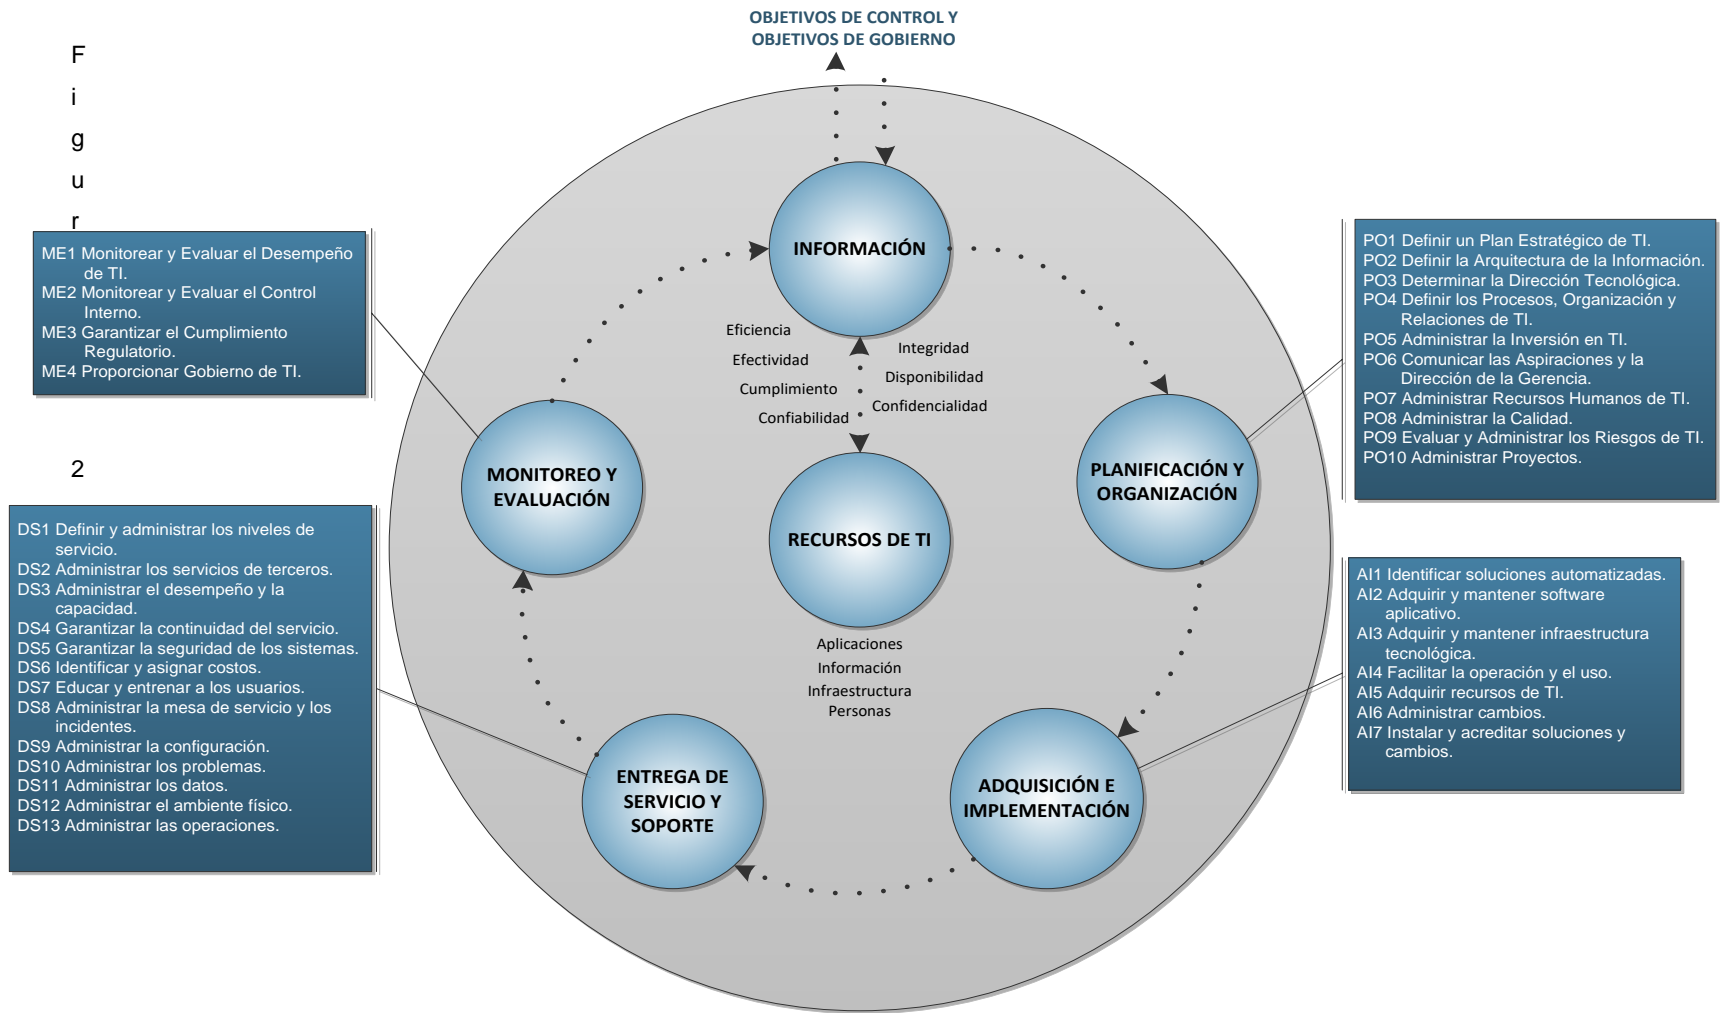 OBJETIVOS DE CONTROL Y
OBJETIVOS DE GOBIERNO
F
i
g
u
r
2
INFORMACIÓN
Eficiencia
Efectividad
Cumplimiento
Confiabilidad
Integridad
Disponibilidad
Confidencialidad
RECURSOS DE TI
Aplicaciones
Información
Infraestructura
Personas
PLANIFICACIÓN Y
ORGANIZACIÓN
PO1 Definir un Plan Estratégico de TI.
PO2 Definir la Arquitectura de la Información.
PO3 Determinar la Dirección Tecnológica.
PO4 Definir los Procesos, Organización y
Relaciones de TI.
PO5 Administrar la Inversión en TI.
PO6 Comunicar las Aspiraciones y la
Dirección de la Gerencia.
PO7 Administrar Recursos Humanos de TI.
PO8 Administrar la Calidad.
PO9 Evaluar y Administrar los Riesgos de TI.
PO10 Administrar Proyectos.
ADQUISICIÓN E
IMPLEMENTACIÓN
AI1 Identificar soluciones automatizadas.
AI2 Adquirir y mantener software
aplicativo.
AI3 Adquirir y mantener infraestructura
tecnológica.
AI4 Facilitar la operación y el uso.
AI5 Adquirir recursos de TI.
AI6 Administrar cambios.
AI7 Instalar y acreditar soluciones y
cambios.
ENTREGA DE
SERVICIO Y
SOPORTE
DS1 Definir y administrar los niveles de
servicio.
DS2 Administrar los servicios de terceros.
DS3 Administrar el desempeño y la
capacidad.
DS4 Garantizar la continuidad del servicio.
DS5 Garantizar la seguridad de los sistemas.
DS6 Identificar y asignar costos.
DS7 Educar y entrenar a los usuarios.
DS8 Administrar la mesa de servicio y los
incidentes.
DS9 Administrar la configuración.
DS10 Administrar los problemas.
DS11 Administrar los datos.
DS12 Administrar el ambiente físico.
DS13 Administrar las operaciones.
MONITOREO Y
EVALUACIÓN
ME1 Monitorear y Evaluar el Desempeño
de TI.
ME2 Monitorear y Evaluar el Control
Interno.
ME3 Garantizar el Cumplimiento
Regulatorio.
ME4 Proporcionar Gobierno de TI.